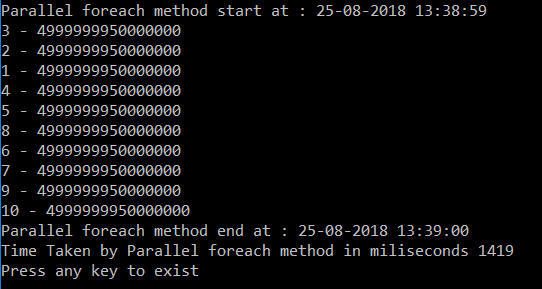 Parallel foreach method start at : 25-08-2018 13:38:59
3 - 4999999950000000
2 - 4999999950000000
1 - 4999999950000000
4 - 4999999950000000
5 - 4999999950000000
8 - 4999999950000000
6 - 4999999950000000
7 - 4999999950000000
9 - 4999999950000000
10 - 4999999950000000
Parallel foreach method end at : 25-08-2018 13:39:00
Time Taken by Parallel foreach method in miliseconds 1419
Press any key to exist